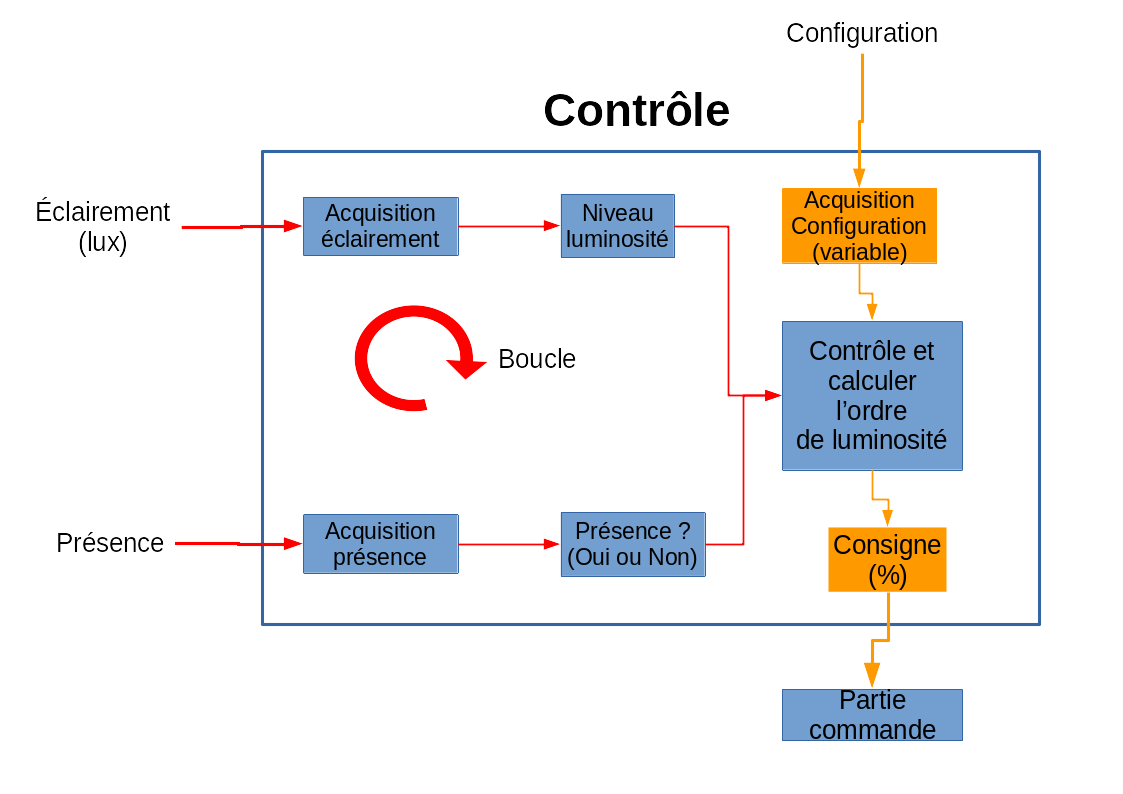 Configuration
Contrôle
Éclairement
(lux)
Acquisition
éclairement
Niveau
luminosité
Acquisition
Configuration
(variable)
Boucle
Contrôle et
calculer
l’ordre
de luminosité
Présence
Acquisition
présence
Présence ?
(Oui ou Non)
Consigne
(%)
Partie
commande